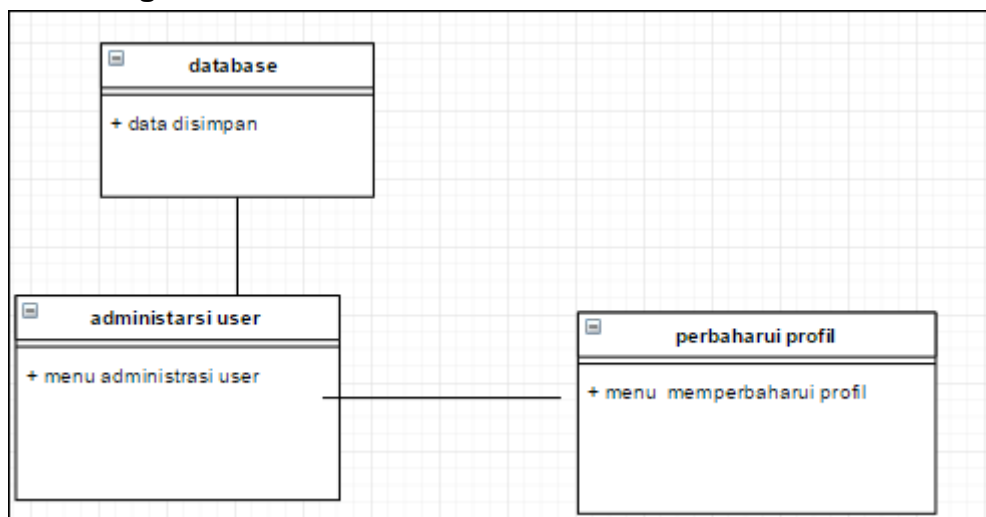 database
+ data disimpan
administarsi user
+ menu administrasi user
perbaharui profil
+ menu memperbaharui profil